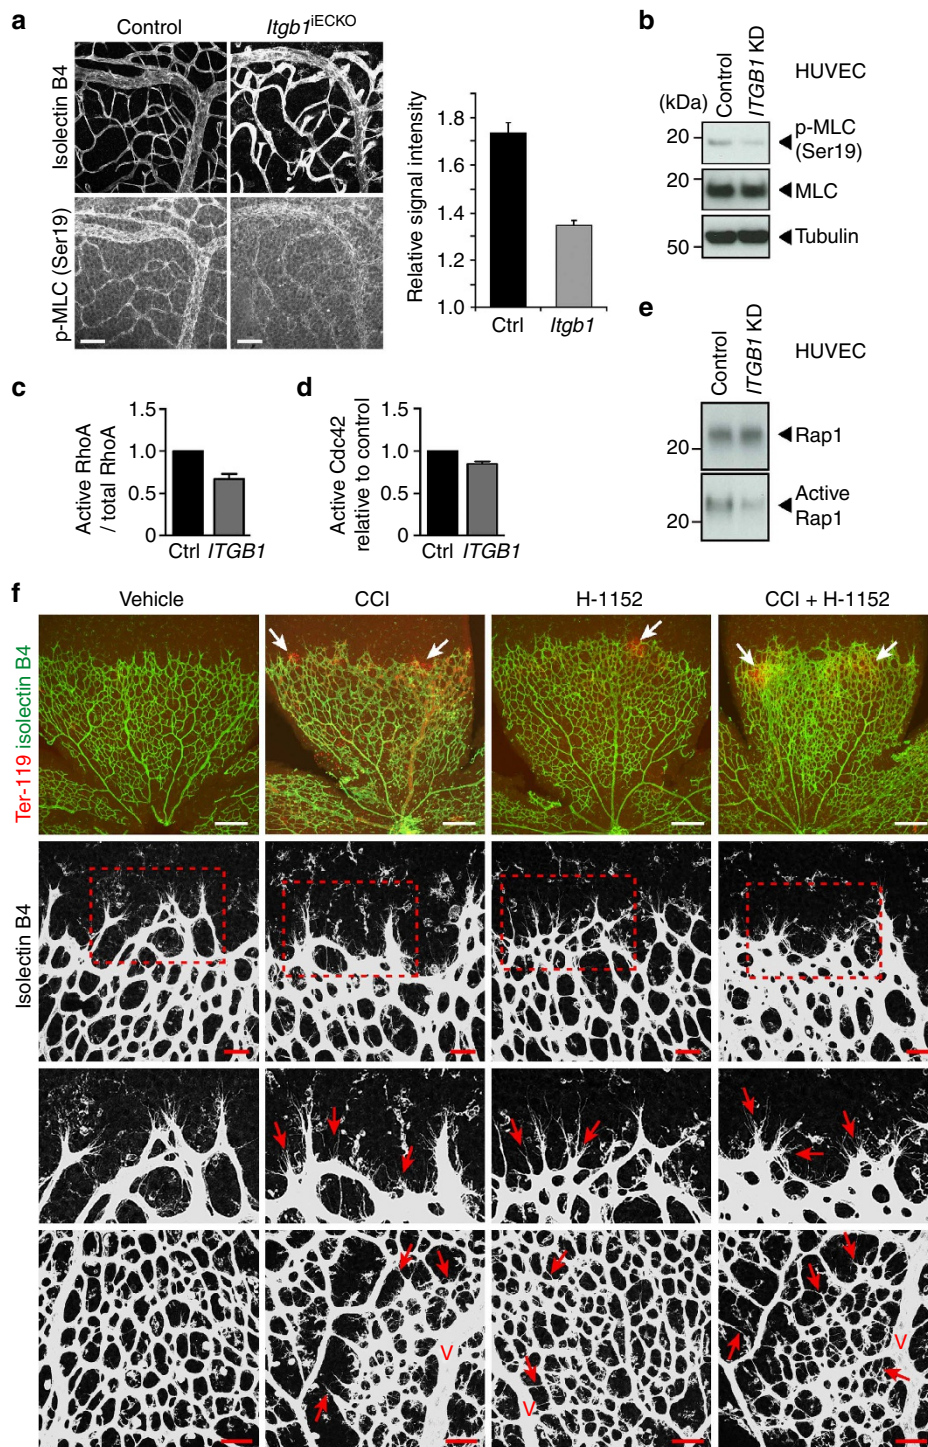 a
Control
Itgb1iECKO
Isolectin B4
p-MLC (Ser19)
Relative signal intensity
1.8
1.6
1.4
1.2
1.0
Ctrl
Itgb1
b
Control
ITGB1 KD
HUVEC
(kDa)
20
p-MLC
(Ser19)
20
MLC
50
Tubulin
c
Active RhoA
/ total RhoA
1.5
1.0
0.5
0
Ctrl
ITGB1
d
Active Cdc42
relative to control
1.5
1.0
0.5
0
Ctrl
ITGB1
e
Control
ITGB1 KD
HUVEC
20
Rap1
20
Active
Rap1
f
Vehicle
CCI
H-1152
CCI + H-1152
Ter-119 isolectin B4
Isolectin B4
V
V
V